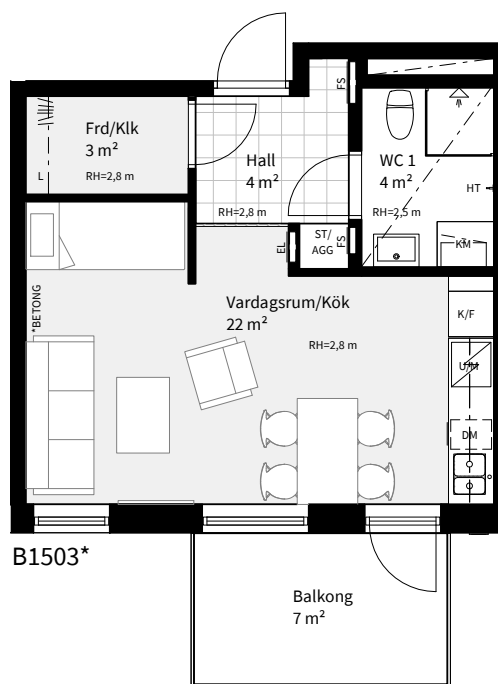 FS
Frd/Klk
3 m²
L
RH=2,8 m
Hall
4 m²
RH=2,8 m
WC 1
4 m²
HT
RH=2,5 m
KM
ST/
AGG
FS
EL
*BETONG
Vardagsrum/Kök
22 m²
RH=2,8 m
K/F
U/M
DM
B1503*
Balkong
7 m²